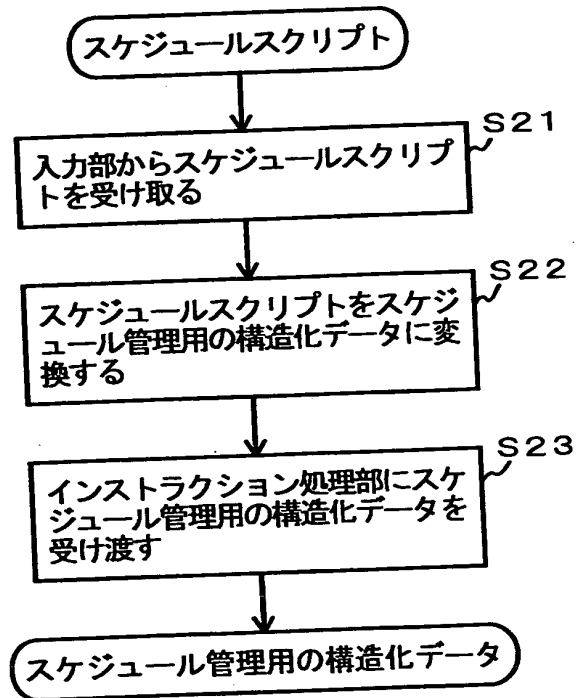 スケジュールスクリプト
S21
入力部からスケジュールスクリプ
トを受け取る
S22
スケジュールスクリプトをスケジ
ュール管理用の構造化データに変
換する
S23
インストラクション処理部にスケ
ジュール管理用の構造化データを
受け渡す
スケジュール管理用の構造化データ